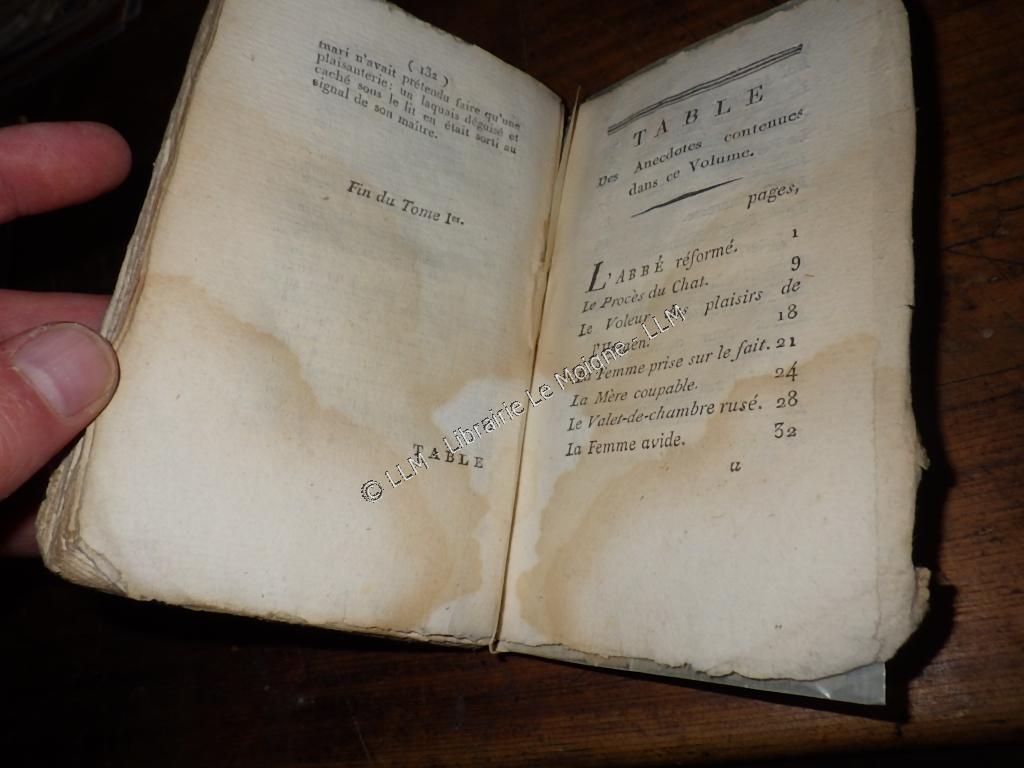 ( 132 )
mari n'avait prétendu faire qu'une
plaisanterie; un laquais déguisé et
caché sous le lit en était sorti au
signal de son maître.
Fin du Tome Ier.
TABLE
TABLE
Des Anecdotes contenues
dans ce Volume.
pages,
L'ABBÉ réformé. 1
Le Procès du Chat. 9
Le Voleur plaisirs de
18
Femme prise sur le fait. 21
La Mère coupable. 24
Le Valet-de-chambre rusé. 28
La Femme avide. 32
a
© LLM - Librairie Le Moigne - LLM